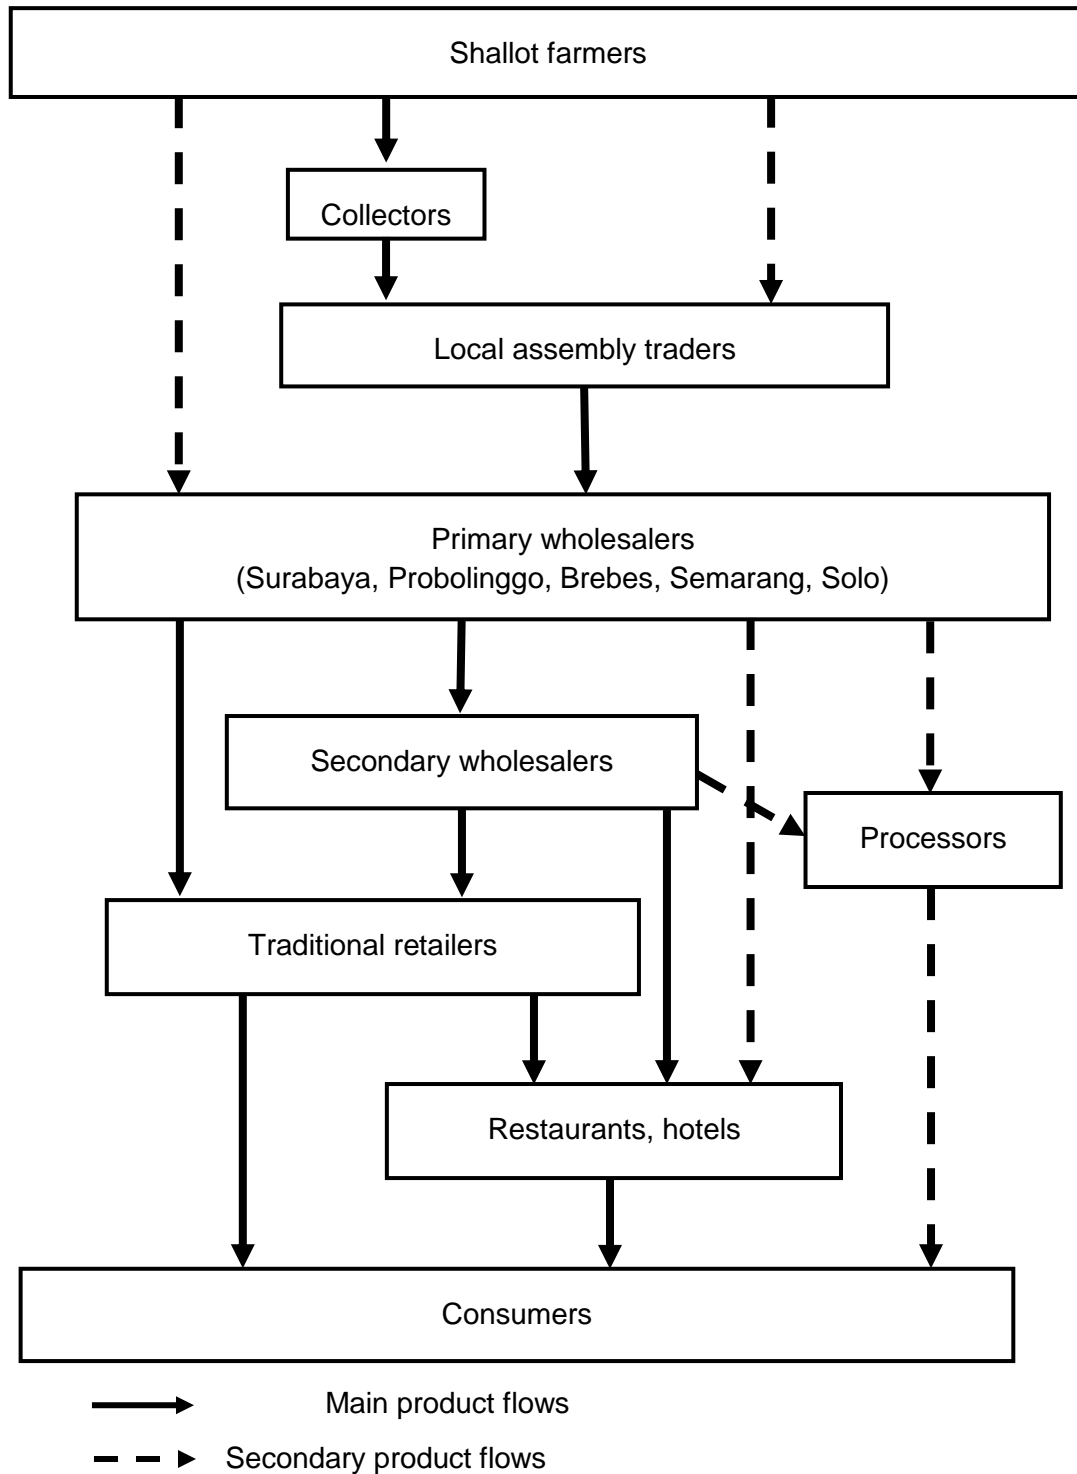 Shallot farmers
Collectors
Local assembly traders
Primary wholesalers
(Surabaya, Probolinggo, Brebes, Semarang, Solo)
Secondary wholesalers
Processors
Traditional retailers
Restaurants, hotels
Consumers
Main product flows
Secondary product flows